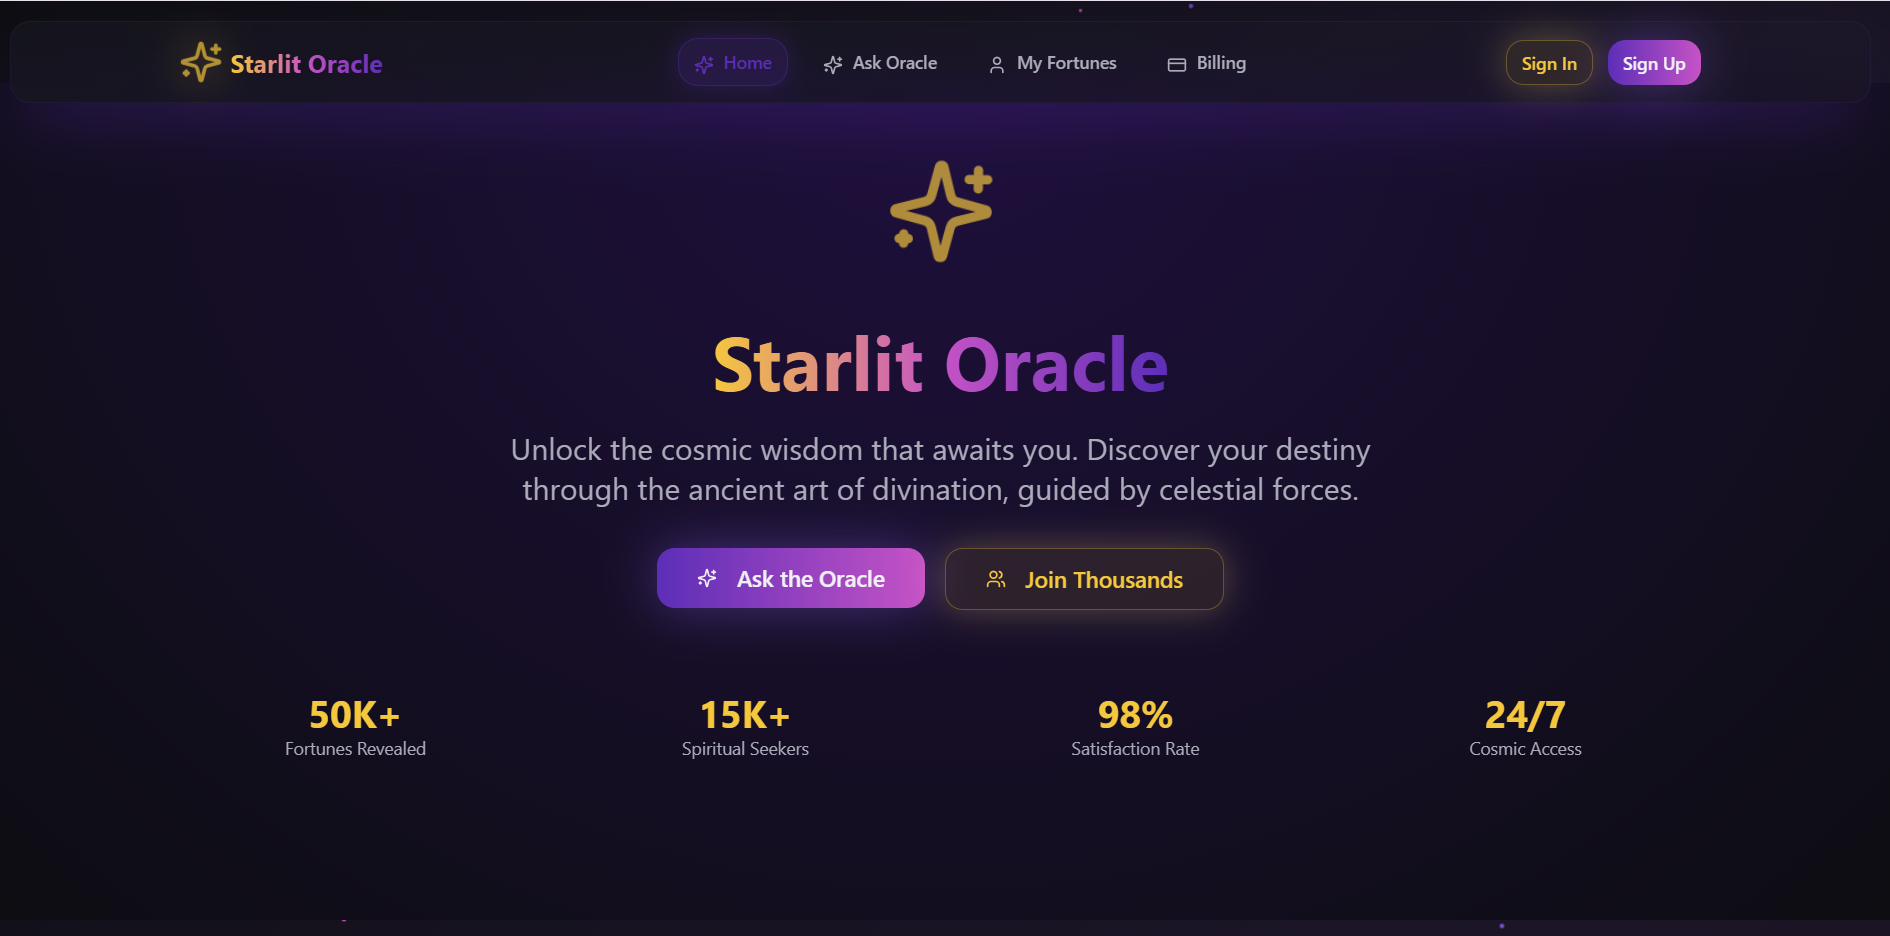 Starlit Oracle
Home
Ask Oracle
My Fortunes
Billing
Sign In
Sign Up
Starlit Oracle
Unlock the cosmic wisdom that awaits you. Discover your destiny
through the ancient art of divination, guided by celestial forces.
Ask the Oracle
Join Thousands
50K+
Fortunes Revealed
15K+
Spiritual Seekers
98%
Satisfaction Rate
24/7
Cosmic Access